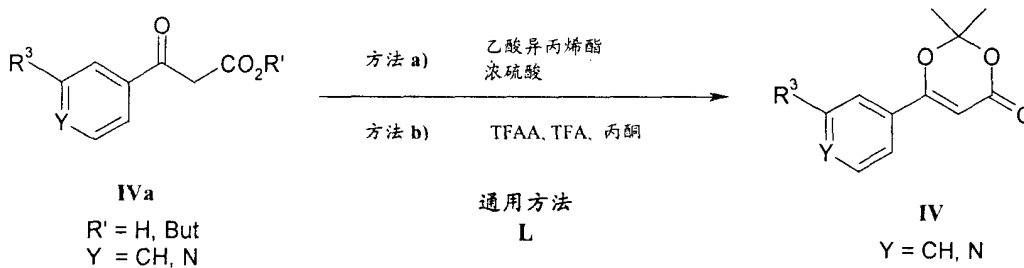 R³
O
CO₂R'
Y
IVa
R' = H, But
Y = CH, N
方法 a)
乙酸异丙烯酯
浓硫酸
方法 b)
TFAA、TFA、丙酮
通用方法
L
O
O
R³
O
Y
IV
Y = CH, N